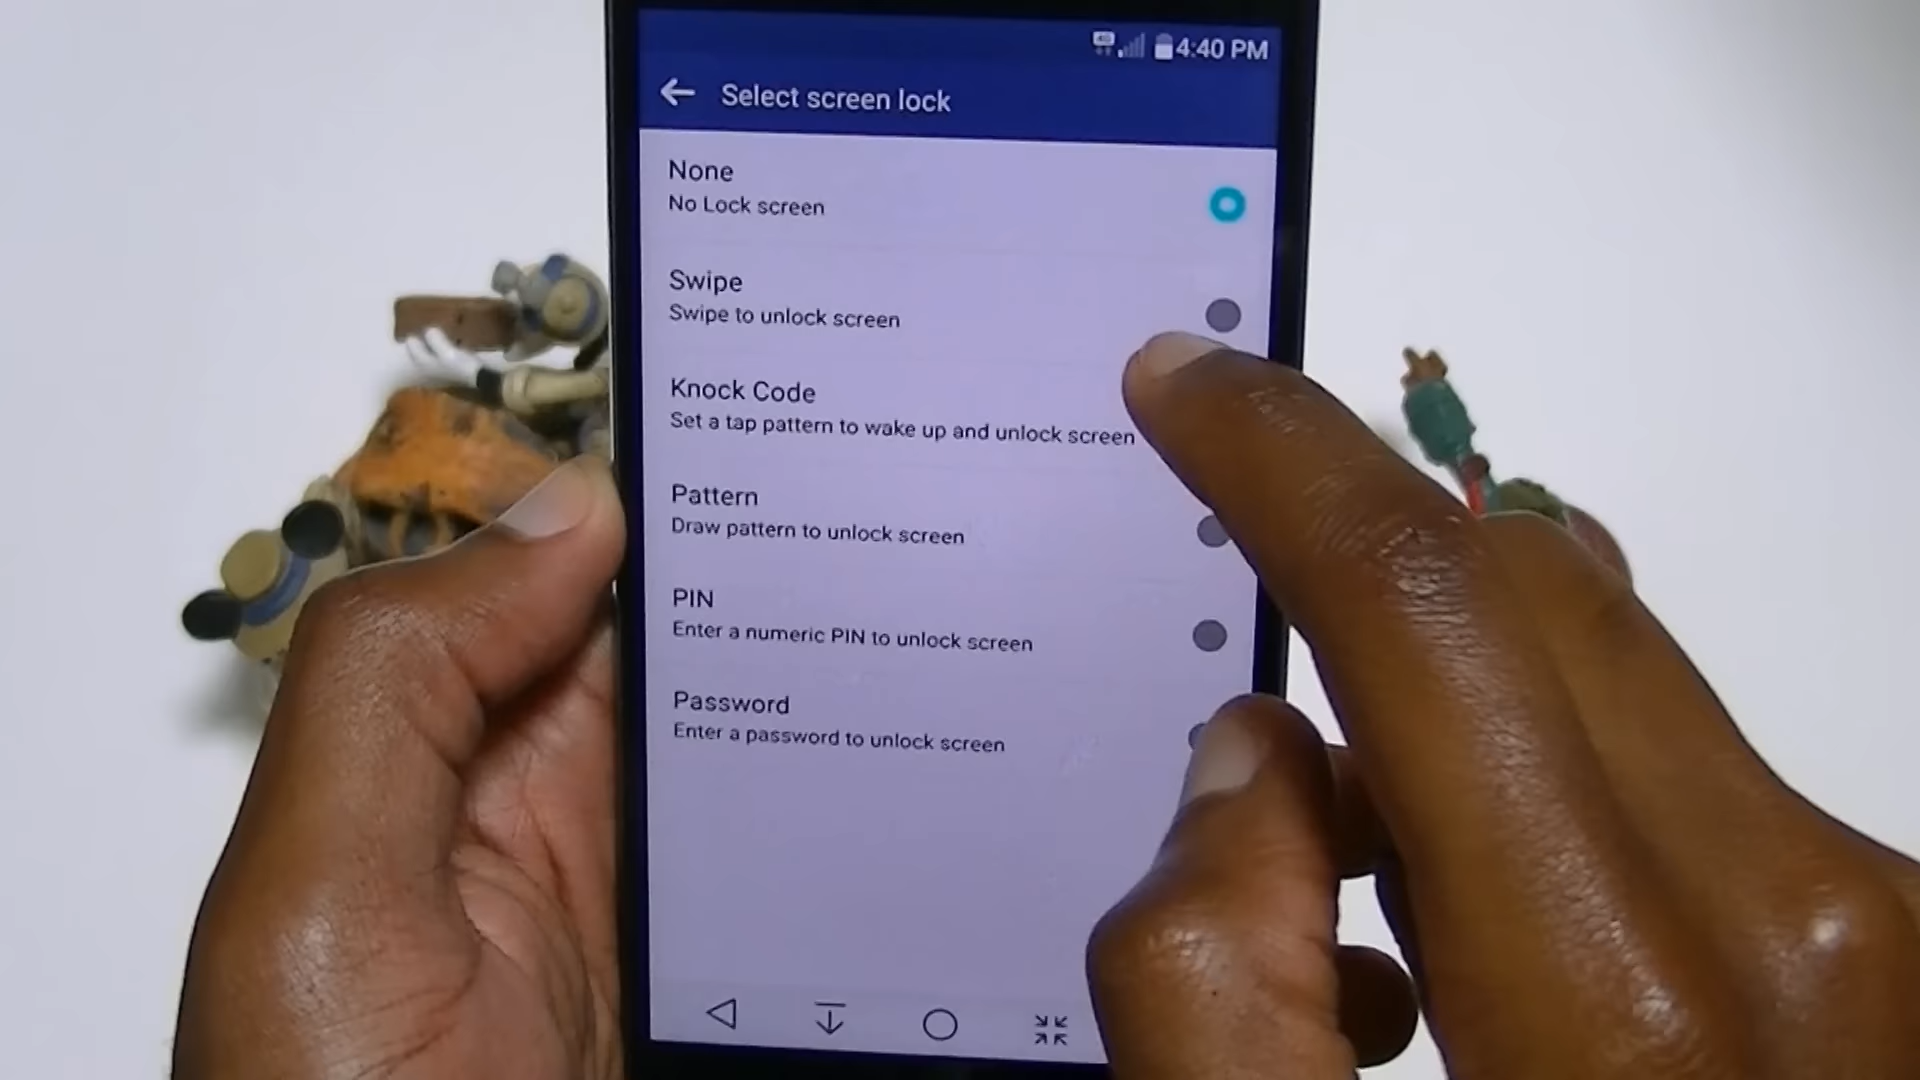 4:40 PM
Select screen lock
None
No Lock screen
Swipe
Swipe to unlock screen
Knock Code
Set a tap pattern to wake up and unlock screen
Pattern
Draw pattern to unlock screen
PIN
Enter a numeric PIN to unlock screen
Password
Enter a password to unlock screen